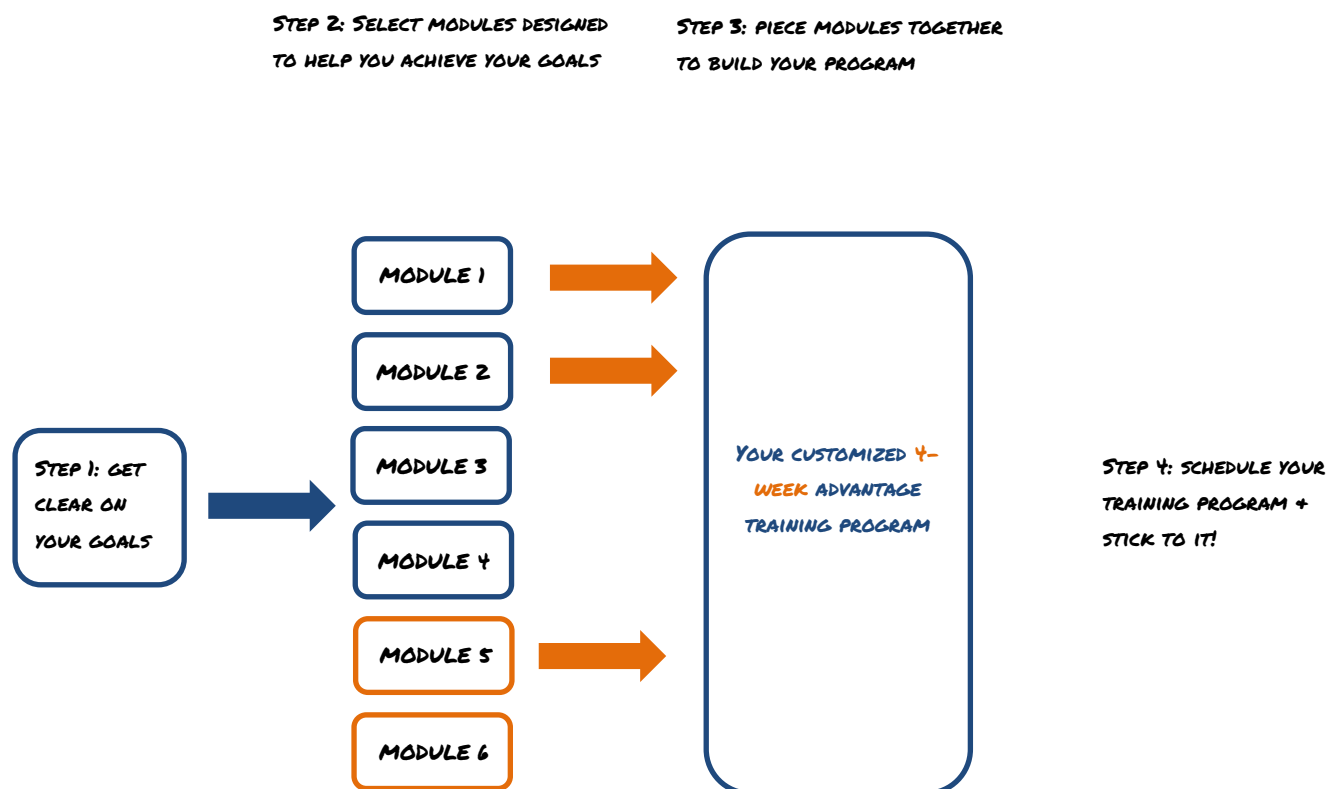 Step 2: Select modules designed
to help you achieve your goals
Step 3: piece modules together
to build your program
Step 1: get
clear on
your goals
module 1
module 2
module 3
module 4
module 5
module 6
Your customized 4-
week advantage
training program
Step 4: schedule your
training program +
stick to it!